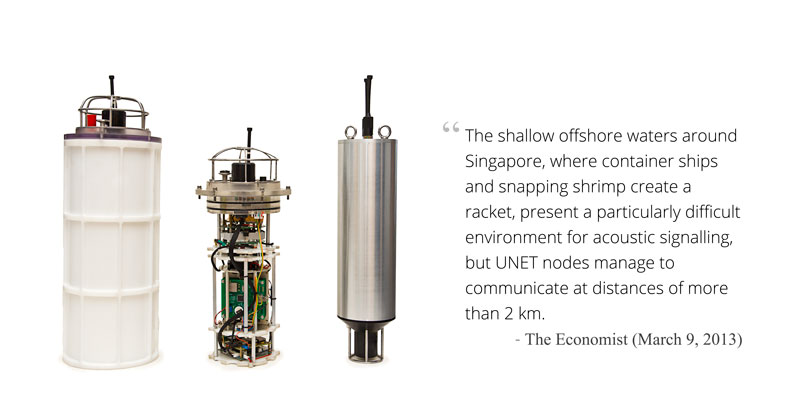 “
The shallow offshore waters around
Singapore, where container ships
and snapping shrimp create a
racket, present a particularly difficult
environment for acoustic signalling,
but UNET nodes manage to
communicate at distances of more
than 2 km.
- The Economist (March 9, 2013)